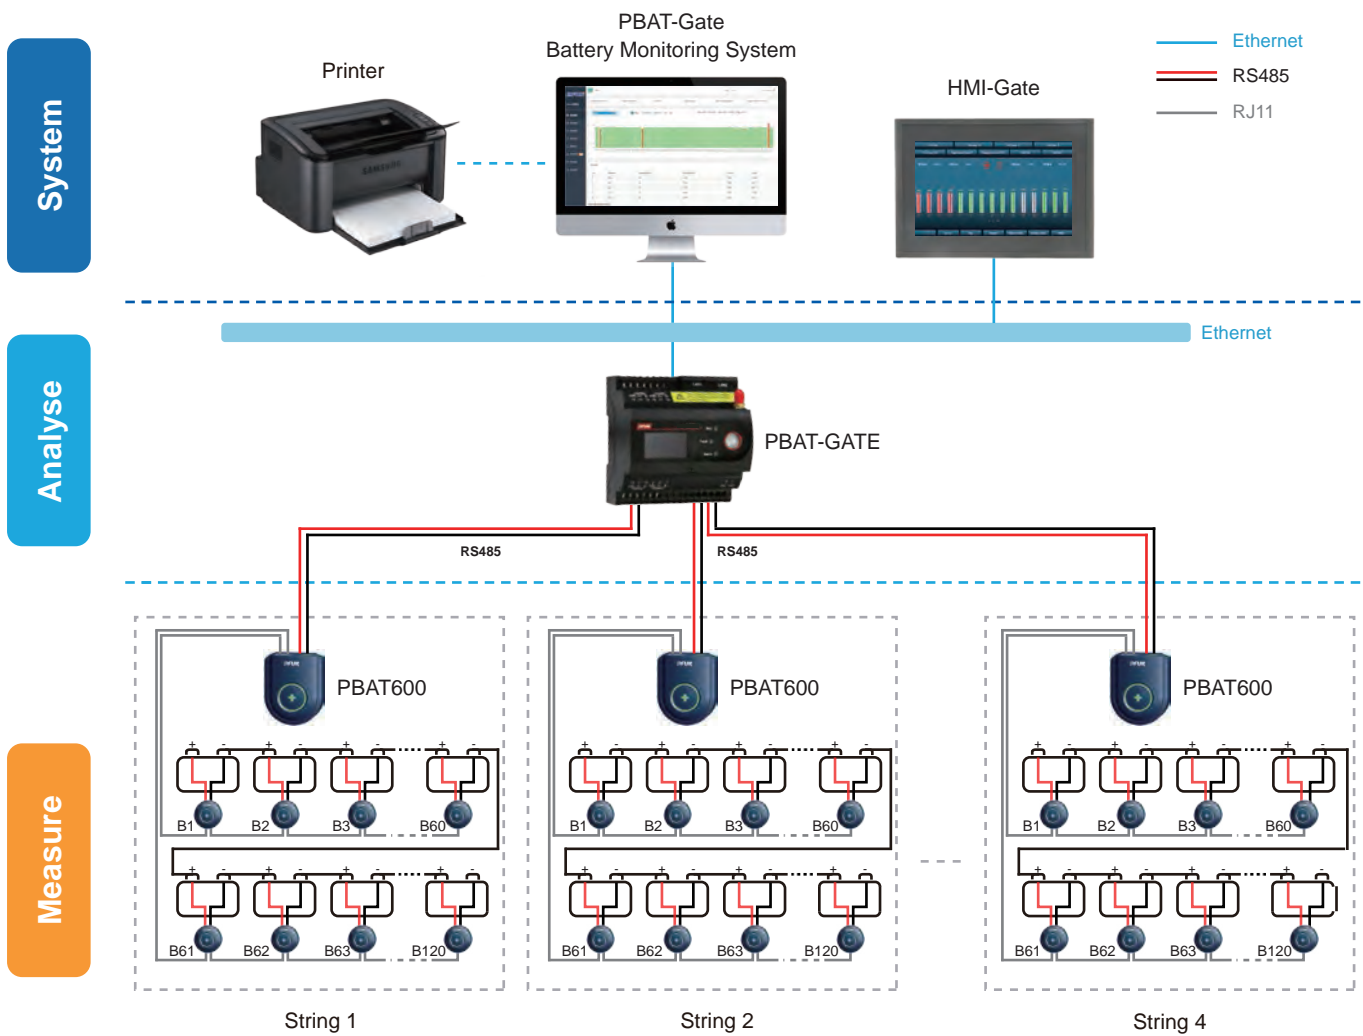 PBAT-Gate
Battery Monitoring System
Printer
HMI-Gate
Ethernet
RS485
RJ11
System
SAMSUNG
Ethernet
Analyse
PBAT-GATE
RS485
RS485
Measure
PBAT600
PBAT600
PBAT600
+ - + - + - + -
+ - + - + - + -
+ - + - + - + -
B1 B2 B3 B60
B1 B2 B3 B60
B1 B2 B3 B60
+ - + - + - + -
+ - + - + - + -
+ - + - + - + -
B61 B62 B63 B120
B61 B62 B63 B120
B61 B62 B63 B120
String 1
String 2
String 4